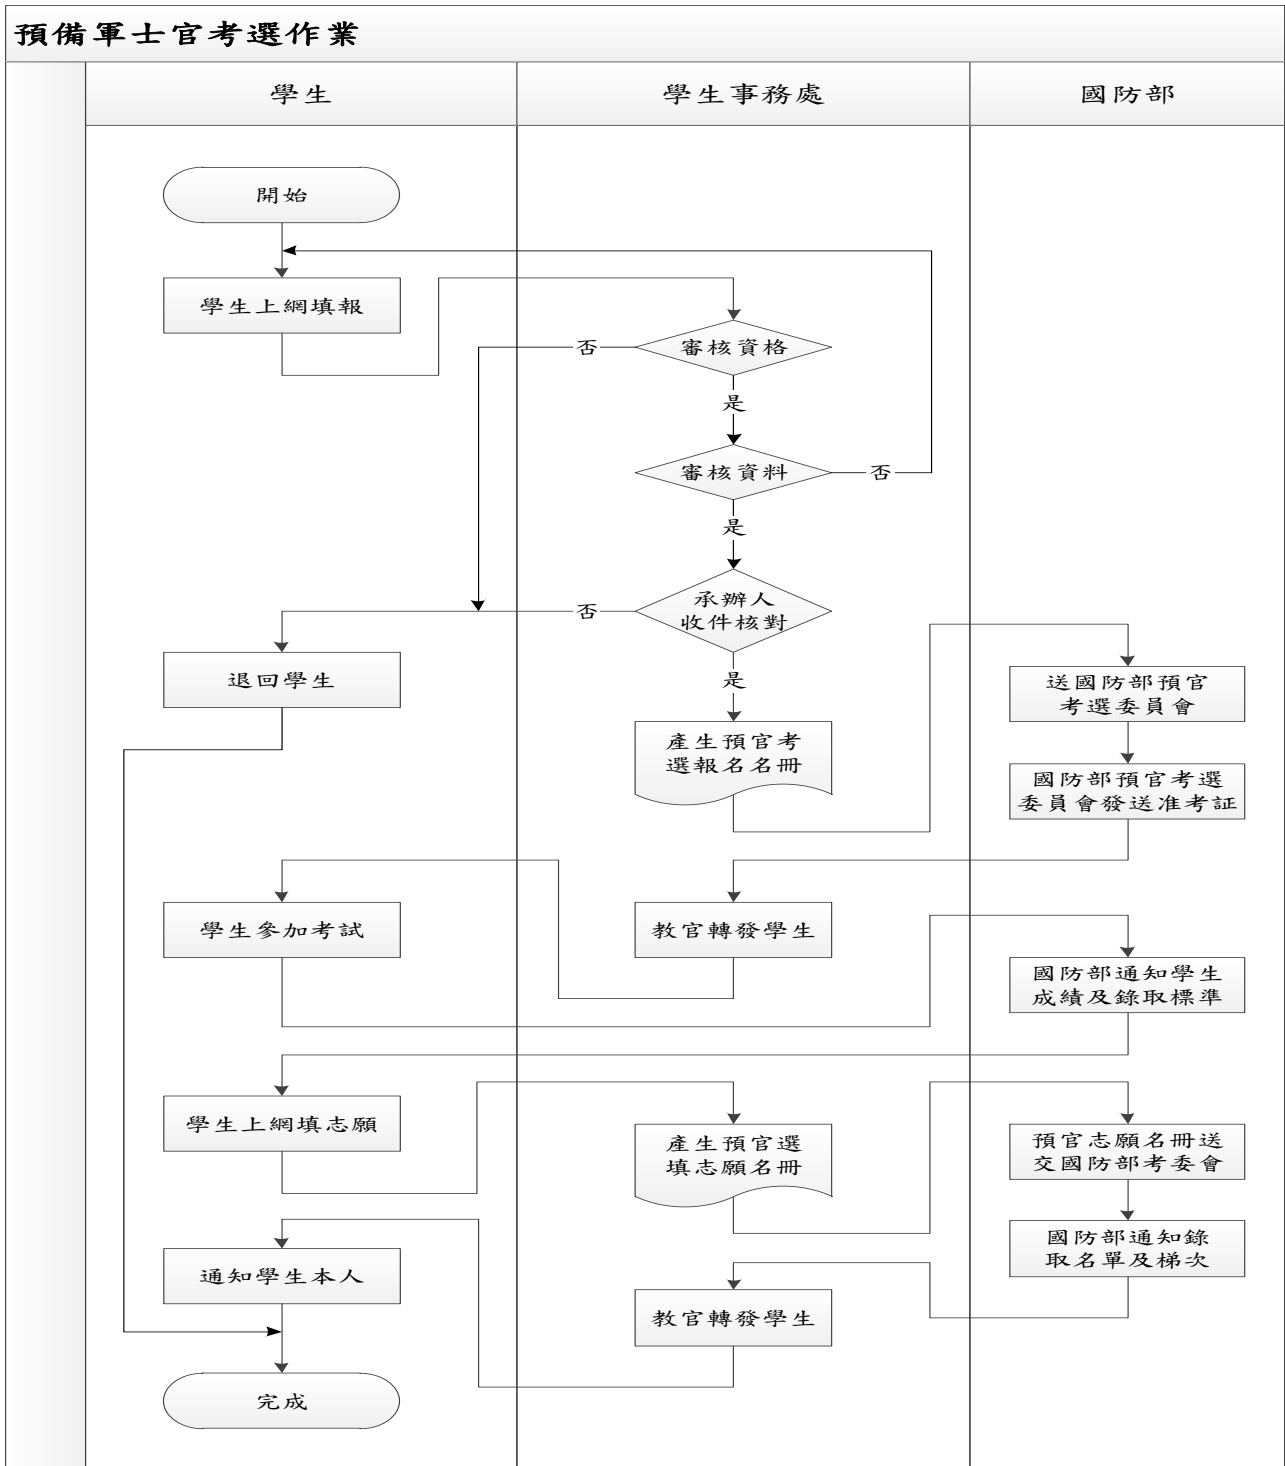 預備軍士官考選作業
學生
學生事務處
國防部
開始
學生上網填報
審核資格
否
是
審核資料
否
是
承辦人
收件核對
否
是
退回學生
產生預官考
選報名名冊
送國防部預官
考選委員會
國防部預官考選
委員會發送准考証
教官轉發學生
學生參加考試
國防部通知學生
成績及錄取標準
學生上網填志願
產生預官選
填志願名冊
預官志願名冊送
交國防部考委會
國防部通知錄
取名單及梯次
教官轉發學生
通知學生本人
完成